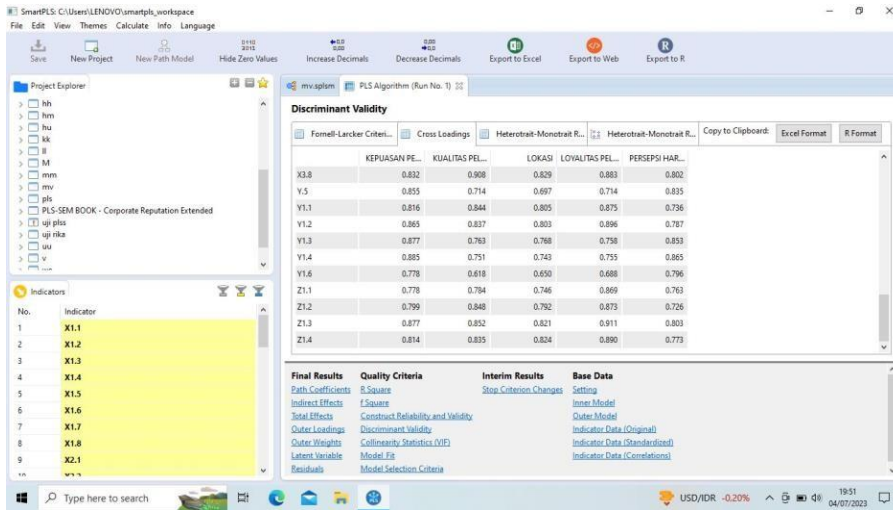 SmartPLS: C:\Users\LENOVO\smartpls_workspace
File Edit View Themes Calculate Info Language
Save New Project New Path Model Hide Zero Values Increase Decimals Decrease Decimals Export to Excel Export to Web Export to R
Project Explorer
hh
hm
hu
kk
ll
M
mm
mv
pls
PLS-SEM BOOK - Corporate Reputation Extended
uji plss
uji rika
uu
v
Indicators
No. Indicator
1 X1.1
2 X1.2
3 X1.3
4 X1.4
5 X1.5
6 X1.6
7 X1.7
8 X1.8
9 X2.1
mv.splsm PLS Algorithm (Run No. 1)
Discriminant Validity
Fornell-Larcker Criteri... Cross Loadings Heterotrait-Monotrait R... Heterotrait-Monotrait R... Copy to Clipboard: Excel Format R Format
KEPUASAN PE... KUALITAS PEL... LOKASI LOYALITAS PEL... PERSEPSI HAR...
X3.8 0.832 0.908 0.829 0.883 0.802
Y.5 0.855 0.714 0.697 0.714 0.835
Y1.1 0.816 0.844 0.805 0.875 0.736
Y1.2 0.865 0.837 0.803 0.896 0.787
Y1.3 0.877 0.763 0.768 0.758 0.853
Y1.4 0.885 0.751 0.743 0.755 0.865
Y1.6 0.778 0.618 0.650 0.688 0.796
Z1.1 0.778 0.784 0.746 0.869 0.763
Z1.2 0.799 0.848 0.792 0.873 0.726
Z1.3 0.877 0.852 0.821 0.911 0.803
Z1.4 0.814 0.835 0.824 0.890 0.773
Final Results Quality Criteria Interim Results Base Data
Path Coefficients R Square Stop Criterion Changes Setting
Indirect Effects f Square Inner Model
Total Effects Construct Reliability and Validity Outer Model
Outer Loadings Discriminant Validity Indicator Data (Original)
Outer Weights Collinearity Statistics (VIF) Indicator Data (Standardized)
Latent Variable Model Fit Indicator Data (Correlations)
Residuals Model Selection Criteria
Type here to search
USD/IDR -0.20%
19:51
04/07/2023